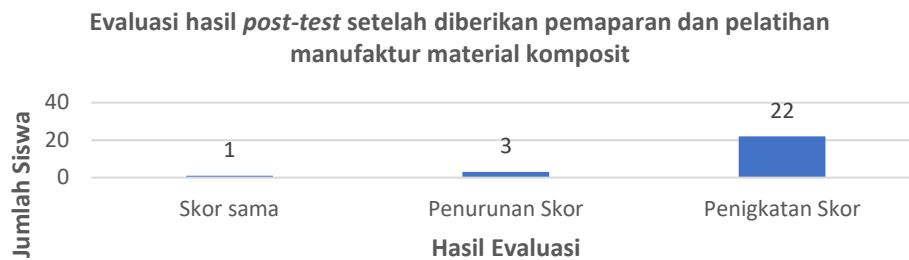 Evaluasi hasil post-test setelah diberikan pemaparan dan pelatihan
manufaktur material komposit
Jumlah Siswa
40
20
0
1
3
22
Skor sama
Penurunan Skor
Penigkatan Skor
Hasil Evaluasi